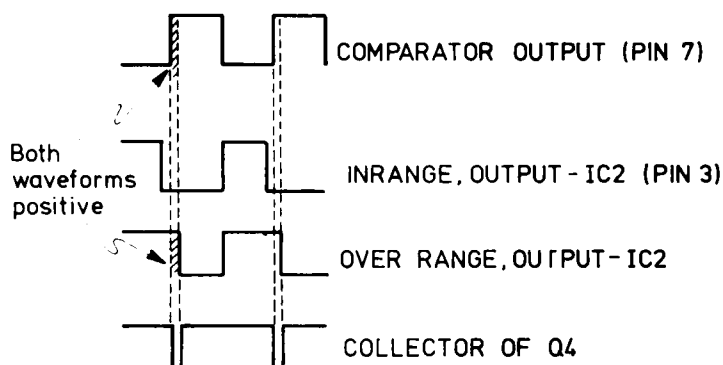 COMPARATOR OUTPUT (PIN 7)
Both
waveforms
positive
INRANGE, OUTPUT - IC2 (PIN 3)
OVER RANGE, OUTPUT-IC2
COLLECTOR OF Q4